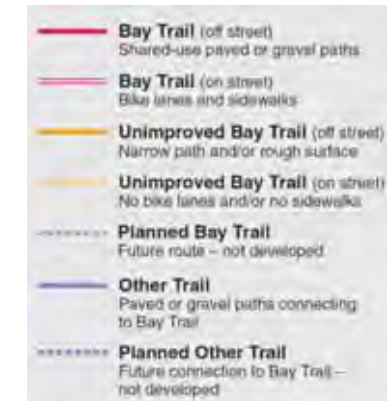 Bay Trail (off street)
Shared-use paved or gravel paths
Bay Trail (on street)
Bike lanes and sidewalks
Unimproved Bay Trail (off street)
Narrow path and/or rough surface
Unimproved Bay Trail (on street)
No bike lanes and/or no sidewalks
Planned Bay Trail
Future route – not developed
Other Trail
Paved or gravel paths connecting
to Bay Trail
Planned Other Trail
Future connection to Bay Trail –
not developed